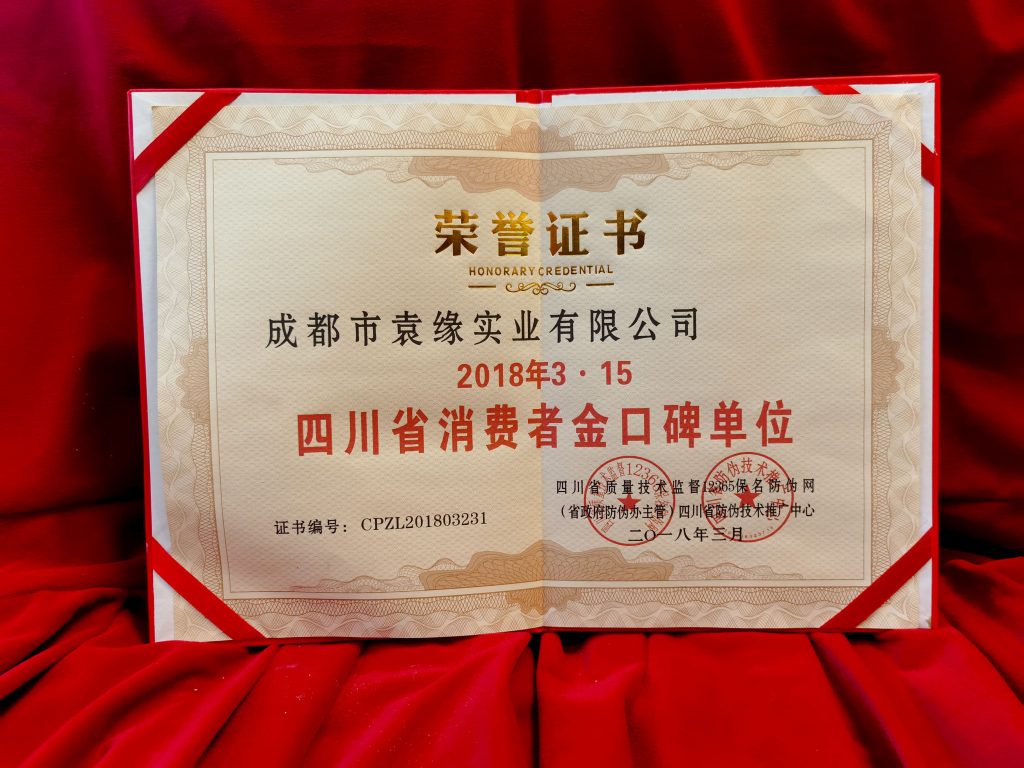 荣誉证书
HONORARY CREDENTIAL
成都市袁缘实业有限公司
2018年3·15
四川省消费者金口碑单位
四川省质量技术监督12365保名防伪网
(省政府防伪办主管) 四川省防伪技术推广中心
二〇一八年三月
证书编号: CPZL201803231